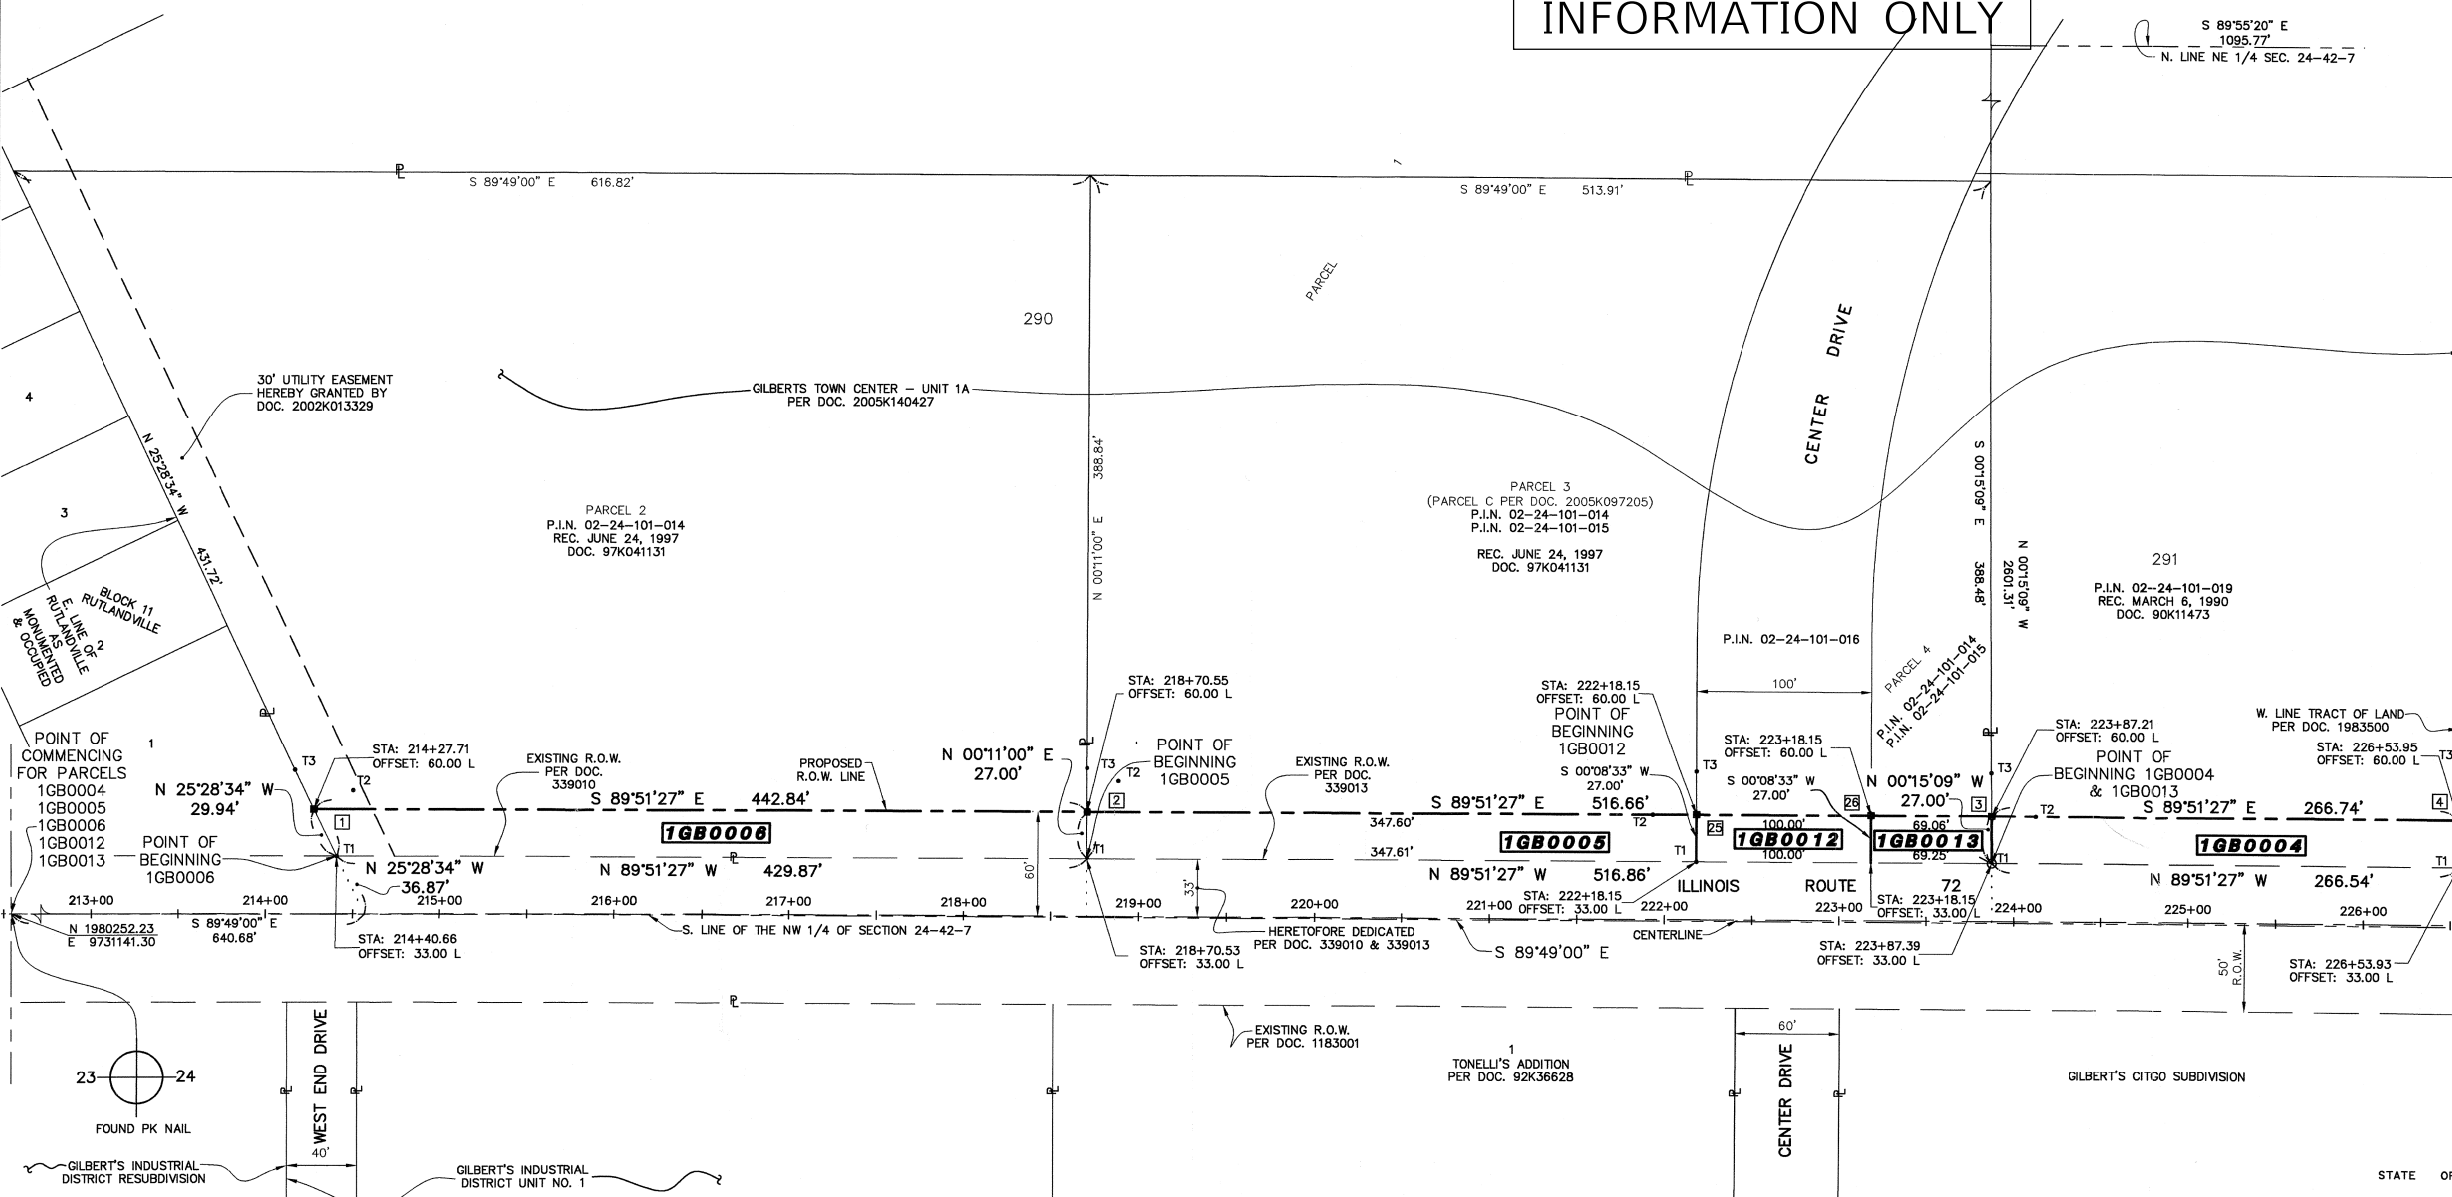 INFORMATION ONLY
S 89°55'20" E
1095.77'
N. LINE NE 1/4 SEC. 24-42-7
S 89°49'00" E 616.82'
S 89°49'00" E 513.91'
1
PARCEL
290
CENTER DRIVE
30' UTILITY EASEMENT
HEREBY GRANTED BY
DOC. 2002K013329
GILBERTS TOWN CENTER – UNIT 1A
PER DOC. 2005K140427
4
3
2
1
N 25°28'34" W
431.72'
BLOCK 11
RUTLANDVILLE
E. LINE OF
RUTLANDVILLE
AS
MONUMENTED
& OCCUPIED
PARCEL 2
P.I.N. 02-24-101-014
REC. JUNE 24, 1997
DOC. 97K041131
N 00°11'00" E 388.84'
PARCEL 3
(PARCEL C PER DOC. 2005K097205)
P.I.N. 02-24-101-014
P.I.N. 02-24-101-015
REC. JUNE 24, 1997
DOC. 97K041131
S 00°15'09" E 388.48'
N 00°15'09" W
2601.31'
291
P.I.N. 02-24-101-019
REC. MARCH 6, 1990
DOC. 90K11473
P.I.N. 02-24-101-016
100'
PARCEL 4
P.I.N. 02-24-101-014
P.I.N. 02-24-101-015
POINT OF
COMMENCING
FOR PARCELS
1GB0004
1GB0005
1GB0006
1GB0012
1GB0013
T3
STA: 214+27.71
OFFSET: 60.00 L
T2
N 25°28'34" W
29.94'
1
POINT OF
BEGINNING
1GB0006
T1
EXISTING R.O.W.
PER DOC.
339010
PROPOSED
R.O.W. LINE
S 89°51'27" E 442.84'
1GB0006
N 25°28'34" W
36.87'
N 89°51'27" W 429.87'
STA: 218+70.55
OFFSET: 60.00 L
N 00°11'00" E
27.00'
T3
T2
2
T1
POINT OF
BEGINNING
1GB0005
EXISTING R.O.W.
PER DOC.
339013
STA: 222+18.15
OFFSET: 60.00 L
POINT OF
BEGINNING
1GB0012
S 00°08'33" W
27.00'
T3
S 89°51'27" E 516.66'
347.60'
T2
25
1GB0005
347.61'
T1
N 89°51'27" W 516.86'
STA: 223+18.15
OFFSET: 60.00 L
S 00°08'33" W
27.00'
26
100.00'
1GB0012
100.00'
N 00°15'09" W
27.00'
3
69.06'
1GB0013
69.25'
STA: 223+87.21
OFFSET: 60.00 L
POINT OF
BEGINNING 1GB0004
& 1GB0013
T3
T2
T1
W. LINE TRACT OF LAND
PER DOC. 1983500
STA: 226+53.95
OFFSET: 60.00 L
T3
4
S 89°51'27" E 266.74'
1GB0004
T1
N 89°51'27" W 266.54'
60'
33'
ILLINOIS ROUTE 72
STA: 222+18.15
OFFSET: 33.00 L
STA: 223+18.15
OFFSET: 33.00 L
213+00 214+00 215+00 216+00 217+00 218+00 219+00 220+00 221+00 222+00 223+00 224+00 225+00 226+00
N 1980252.23
E 9731141.30
S 89°49'00" E
640.68'
STA: 214+40.66
OFFSET: 33.00 L
S. LINE OF THE NW 1/4 OF SECTION 24-42-7
STA: 218+70.53
OFFSET: 33.00 L
HERETOFORE DEDICATED
PER DOC. 339010 & 339013
S 89°49'00" E
CENTERLINE
STA: 223+87.39
OFFSET: 33.00 L
50'
R.O.W.
STA: 226+53.93
OFFSET: 33.00 L
EXISTING R.O.W.
PER DOC. 1183001
23 24
FOUND PK NAIL
WEST END DRIVE
40'
GILBERT'S INDUSTRIAL
DISTRICT RESUBDIVISION
GILBERT'S INDUSTRIAL
DISTRICT UNIT NO. 1
1
TONELLI'S ADDITION
PER DOC. 92K36628
60'
CENTER DRIVE
GILBERT'S CITGO SUBDIVISION
STATE